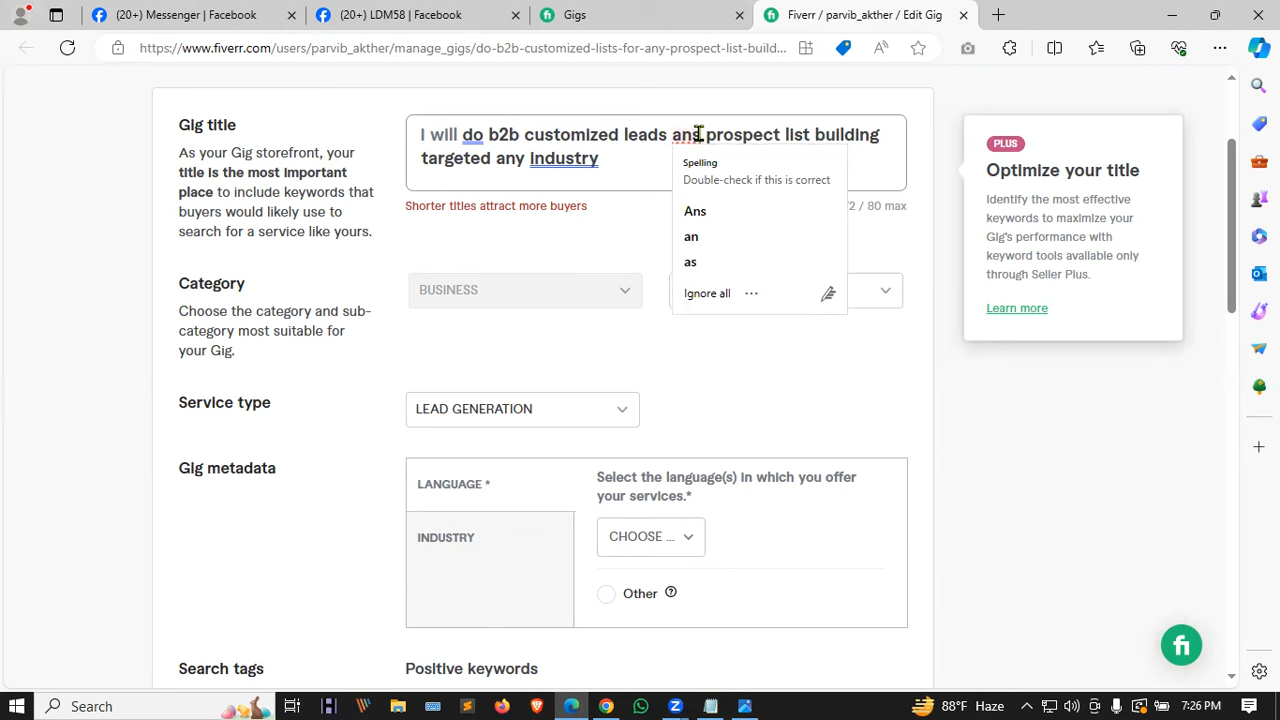 (20+) Messenger | Facebook
(20+) LDM58 | Facebook
Gigs
Fiverr / parvib_akther / Edit Gig
https://www.fiverr.com/users/parvib_akther/manage_gigs/do-b2b-customized-lists-for-any-prospect-list-build...
Gig title
As your Gig storefront, your
title is the most important
place to include keywords that
buyers would likely use to
search for a service like yours.
I will do b2b customized leads ans prospect list building
targeted any industry
Shorter titles attract more buyers
/2 / 80 max
Spelling
Double-check if this is correct
Ans
an
as
Ignore all
Category
Choose the category and sub-
category most suitable for
your Gig.
BUSINESS
Service type
LEAD GENERATION
Gig metadata
LANGUAGE *
INDUSTRY
Select the language(s) in which you offer
your services.*
CHOOSE ...
Other
Search tags
Positive keywords
PLUS
Optimize your title
Identify the most effective
keywords to maximize your
Gig's performance with
keyword tools available only
through Seller Plus.
Learn more
fi
Search
88°F Haze
7:26 PM